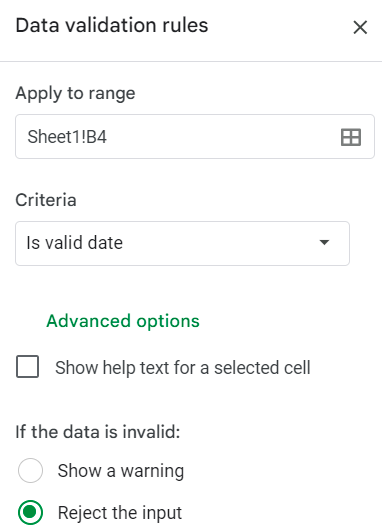 Data validation rules
Apply to range
Sheet1!B4
Criteria
Is valid date
Advanced options
Show help text for a selected cell
If the data is invalid:
Show a warning
Reject the input